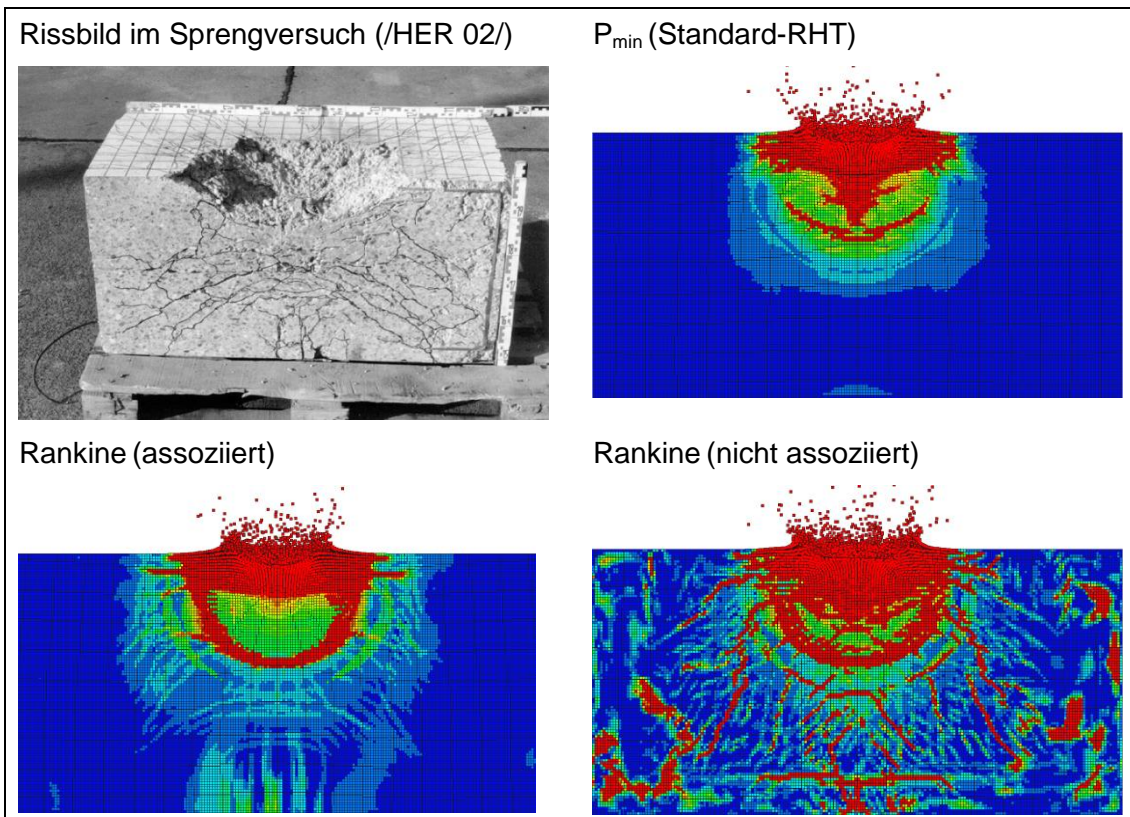 Rissbild im Sprengversuch (/HER 02/)
Pmin (Standard-RHT)
Rankine (assoziiert)
Rankine (nicht assoziiert)